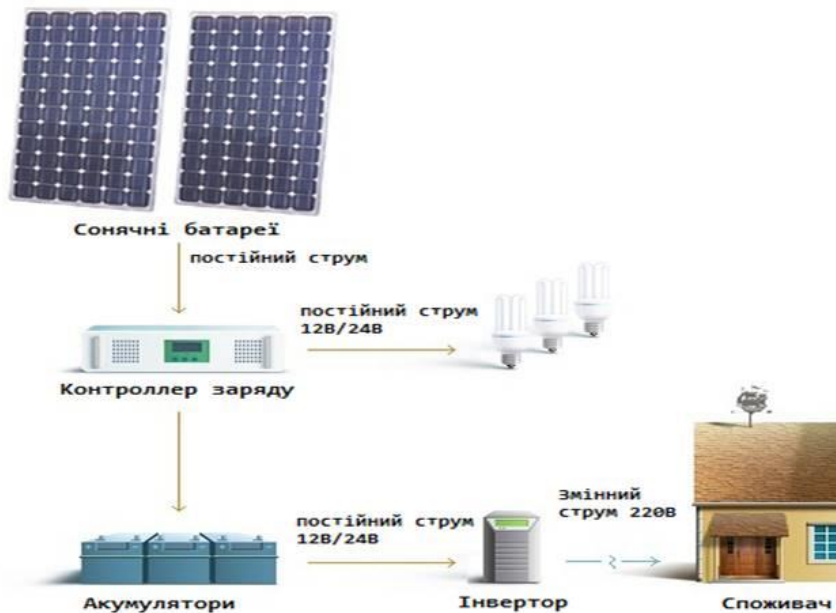 Сонячні батареї
постійний струм
постійний струм
12В/24В
Контроллер заряду
постійний струм
12В/24В
Змінний
струм 220В
Акумулятори
Інвертор
Споживач